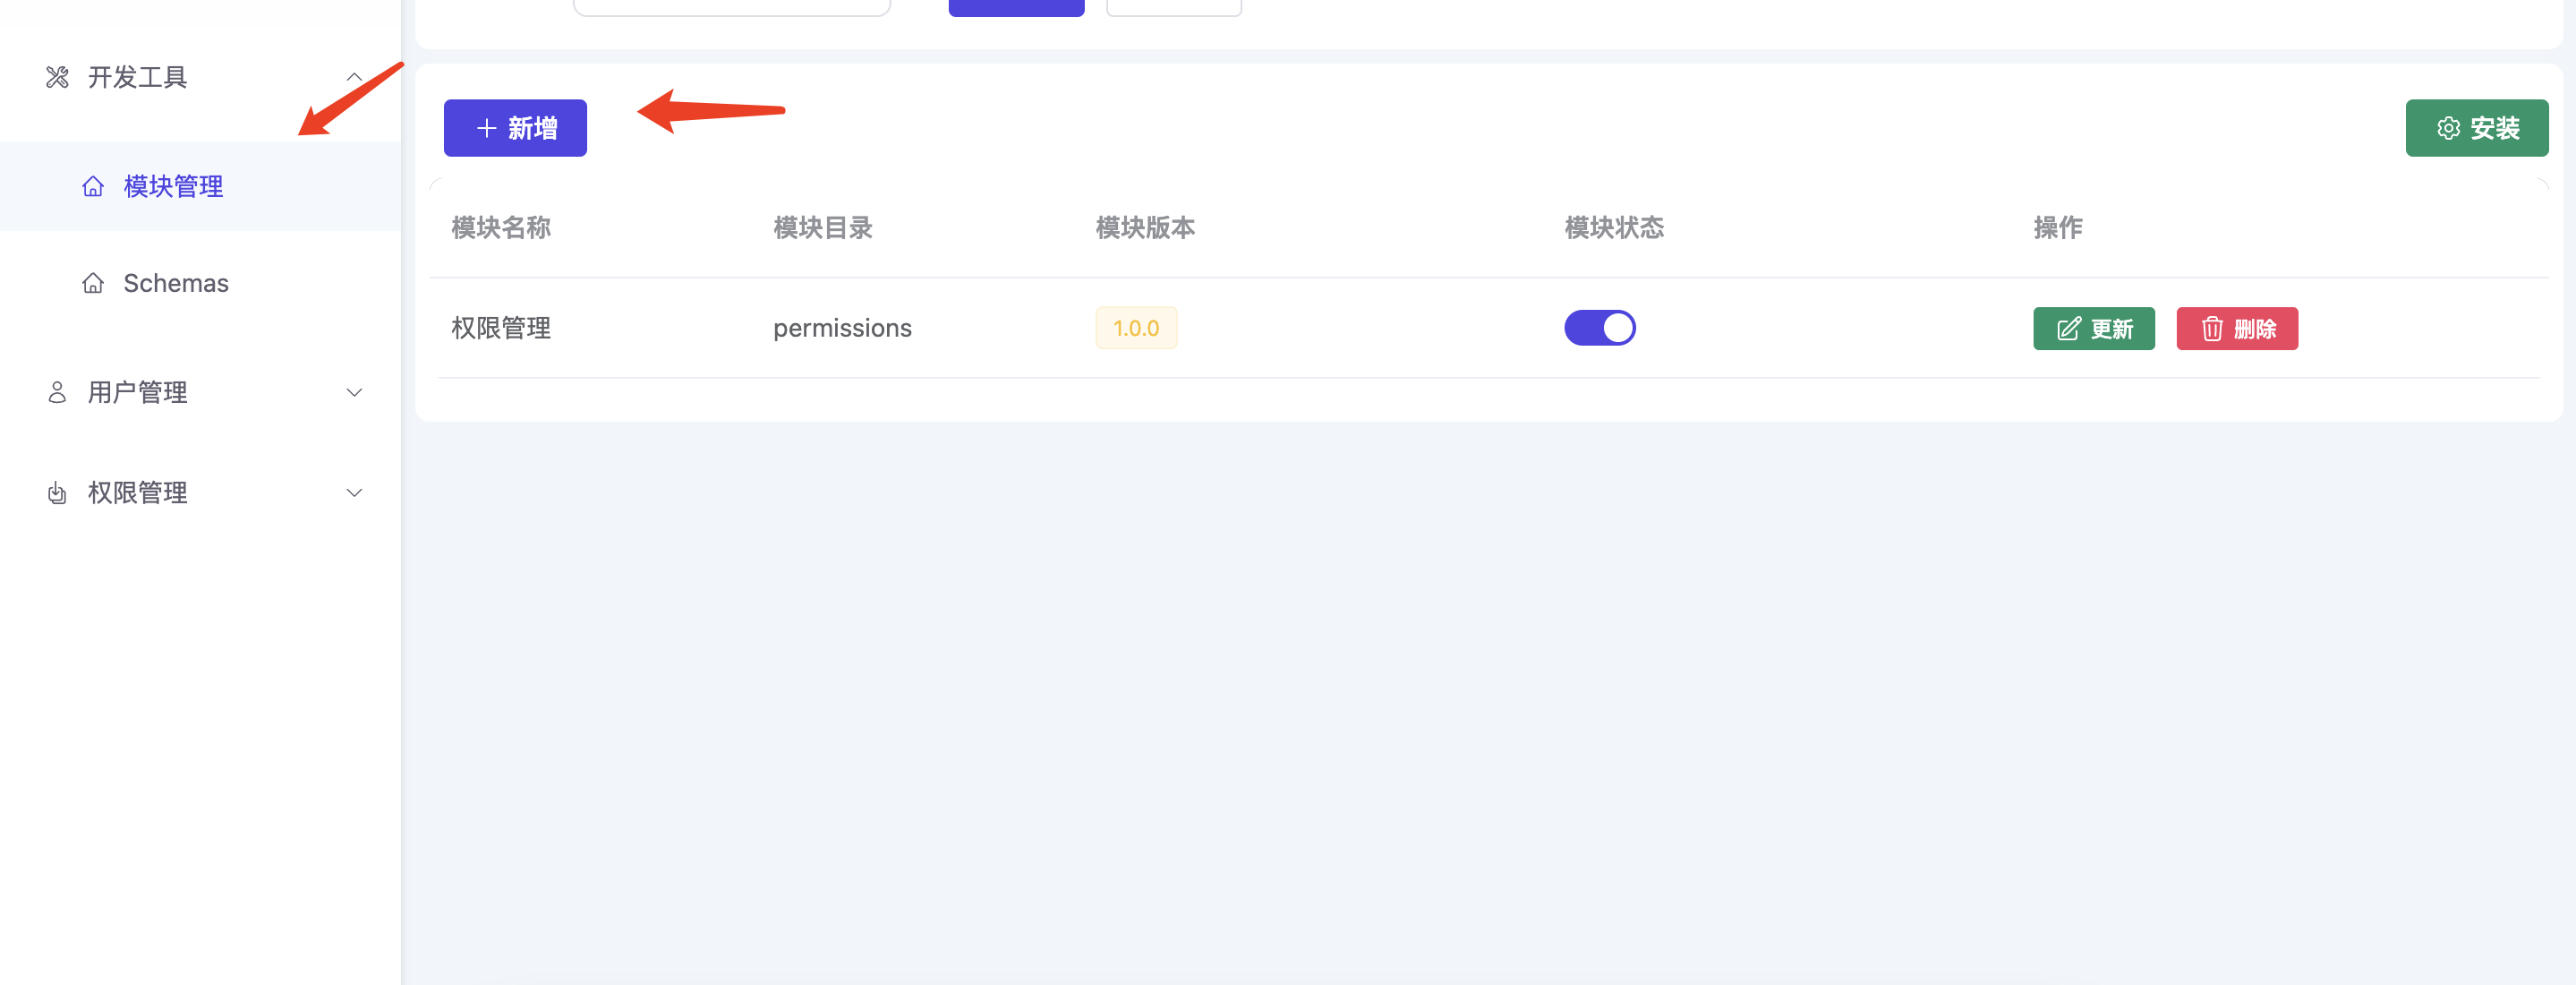 开发工具
模块管理
Schemas
用户管理
权限管理
新增
安装
模块名称 模块目录 模块版本 模块状态 操作
权限管理 permissions 1.0.0 更新 删除